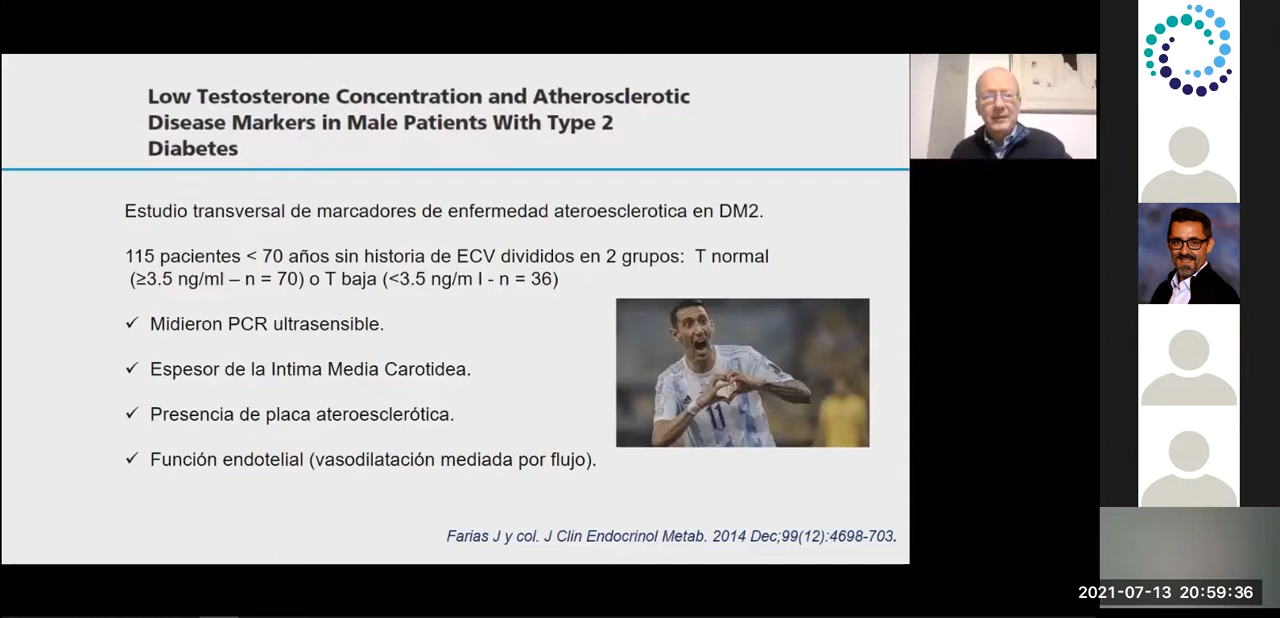 Low Testosterone Concentration and Atherosclerotic
Disease Markers in Male Patients With Type 2
Diabetes
Estudio transversal de marcadores de enfermedad ateroesclerotica en DM2.
115 pacientes < 70 años sin historia de ECV divididos en 2 grupos: T normal
(≥3.5 ng/ml – n = 70) o T baja (<3.5 ng/m l - n = 36)
✓ Midieron PCR ultrasensible.
✓ Espesor de la Intima Media Carotidea.
✓ Presencia de placa ateroesclerótica.
✓ Función endotelial (vasodilatación mediada por flujo).
11
Farias J y col. J Clin Endocrinol Metab. 2014 Dec;99(12):4698-703.
2021-07-13 20:59:36